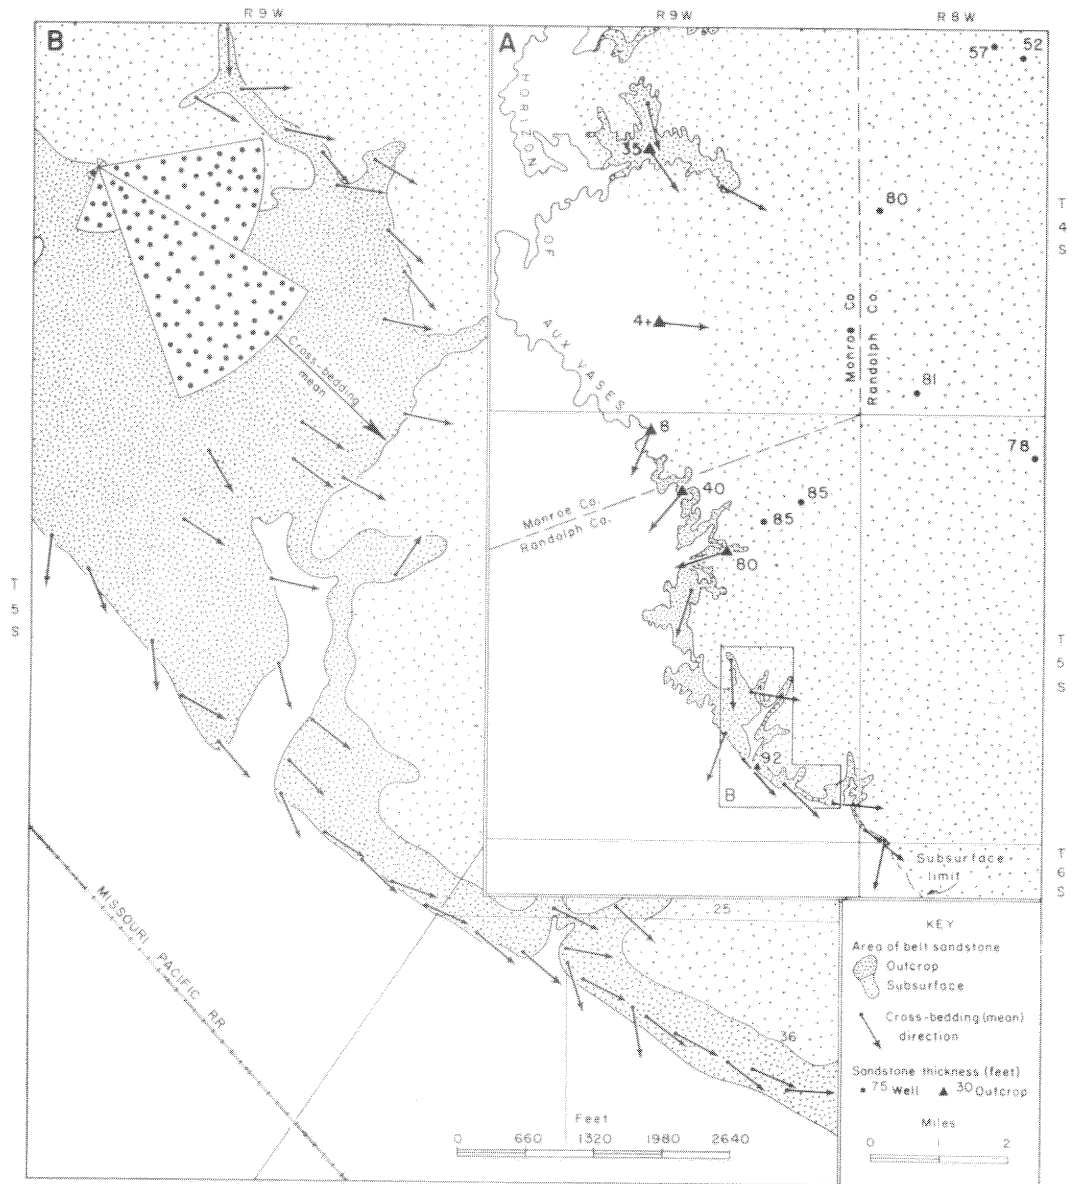 R 9 W
R 9 W
R 8 W
B
A
57
52
HORIZON
35
80
T
4
S
OF
4+
Monroe Co
Randolph Co
AUX VASES
Cross-bedding
mean
81
8
78
40
85
85
Monroe Co.
Randolph Co.
80
T
5
S
T
5
S
92
B
Subsurface
limit
T
6
S
MISSOURI PACIFIC RR
25
36
KEY
Area of belt sandstone
Outcrop
Subsurface
Cross-bedding (mean)
direction
Sandstone thickness (feet)
75 Well 30 Outcrop
Miles
0 1 2
Feet
0 660 1320 1980 2640